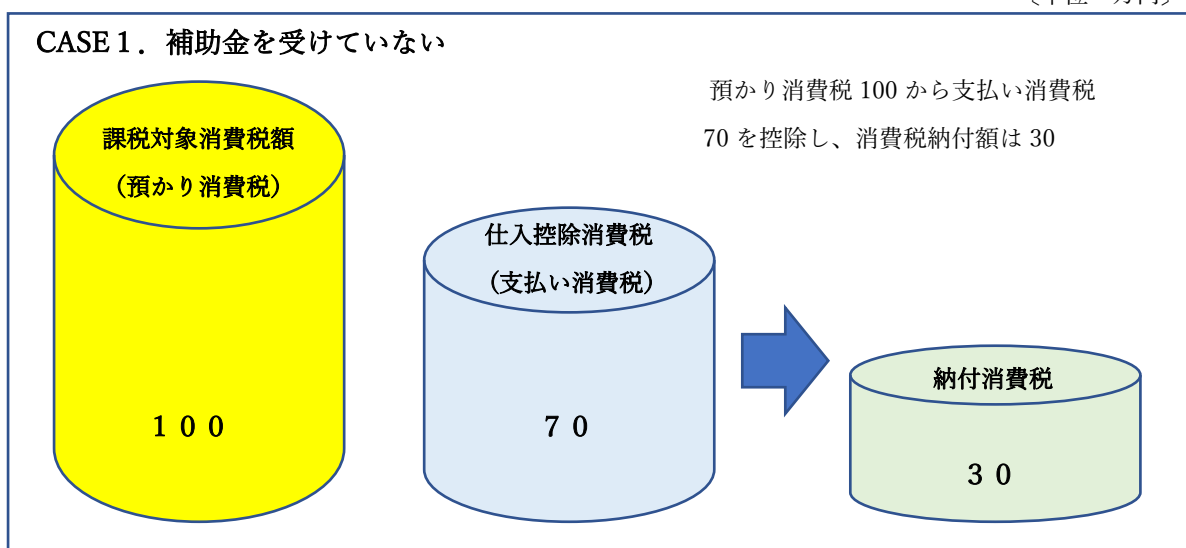 CASE１．補助金を受けていない
預かり消費税 100 から支払い消費税
70 を控除し、消費税納付額は 30
課税対象消費税額
（預かり消費税）
１００
仕入控除消費税
（支払い消費税）
７０
納付消費税
３０